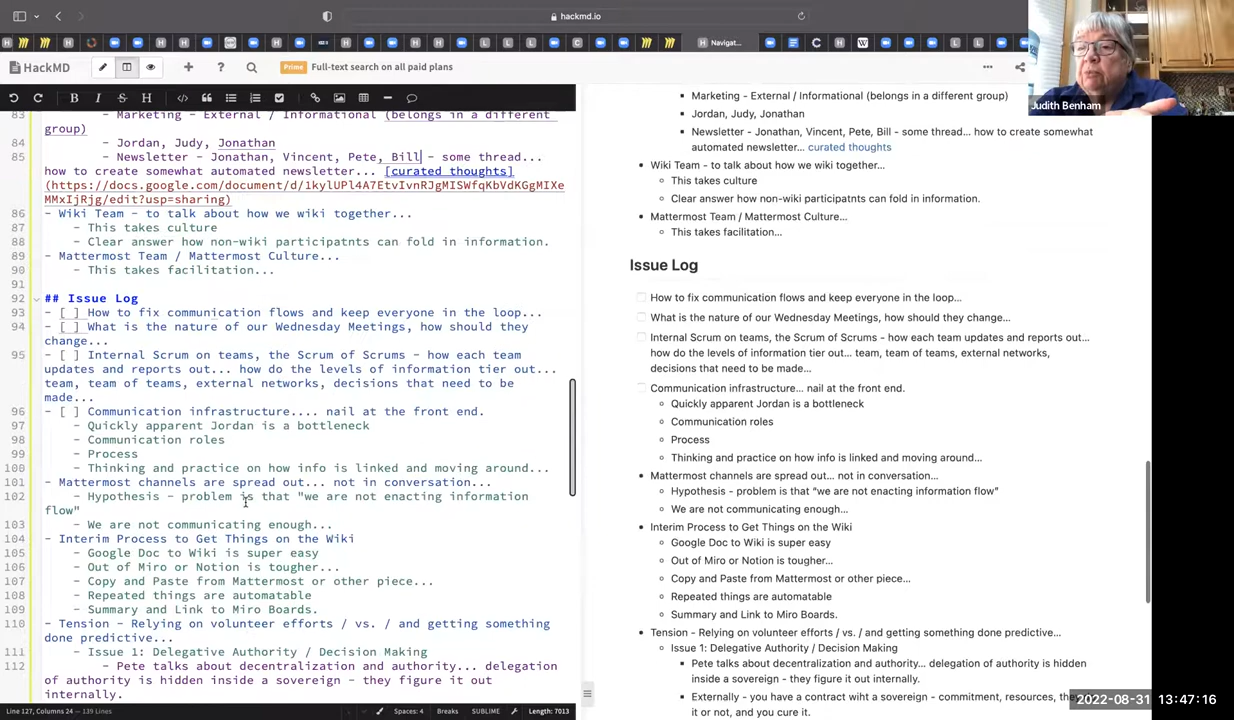 hackmd.io
HackMD
Prime Full-text search on all paid plans
Navigat...
Judith Benham
83 - Marketing - External / Informational (belongs in a different
group)
84 - Jordan, Judy, Jonathan
85 - Newsletter - Jonathan, Vincent, Pete, Bill - some thread...
how to create somewhat automated newsletter... [curated thoughts]
(https://docs.google.com/document/d/1kylUPl4A7EtvIvnRJgMISWfqKbVdKGgMIXe
MMxIjRjg/edit?usp=sharing)
86 - Wiki Team - to talk about how we wiki together...
87 - This takes culture
88 - Clear answer how non-wiki participatnts can fold in information.
89 - Mattermost Team / Mattermost Culture...
90 - This takes facilitation...
91
92 ## Issue Log
93 - [ ] How to fix communication flows and keep everyone in the loop...
94 - [ ] What is the nature of our Wednesday Meetings, how should they
change...
95 - [ ] Internal Scrum on teams, the Scrum of Scrums - how each team
updates and reports out... how do the levels of information tier out...
team, team of teams, external networks, decisions that need to be
made...
96 - [ ] Communication infrastructure.... nail at the front end.
97 - Quickly apparent Jordan is a bottleneck
98 - Communication roles
99 - Process
100 - Thinking and practice on how info is linked and moving around...
101 - Mattermost channels are spread out... not in conversation...
102 - Hypothesis - problem is that "we are not enacting information
flow"
103 - We are not communicating enough...
104 - Interim Process to Get Things on the Wiki
105 - Google Doc to Wiki is super easy
106 - Out of Miro or Notion is tougher...
107 - Copy and Paste from Mattermost or other piece...
108 - Repeated things are automatable
109 - Summary and Link to Miro Boards.
110 - Tension - Relying on volunteer efforts / vs. / and getting something
done predictive...
111 - Issue 1: Delegative Authority / Decision Making
112 - Pete talks about decentralization and authority... delegation
of authority is hidden inside a sovereign - they figure it out
internally.
Line 127, Columns 24 — 139 Lines
Spaces: 4 Breaks SUBLIME Length: 7013
Marketing - External / Informational (belongs in a different group)
Jordan, Judy, Jonathan
Newsletter - Jonathan, Vincent, Pete, Bill - some thread... how to create somewhat
automated newsletter... curated thoughts
Wiki Team - to talk about how we wiki together...
This takes culture
Clear answer how non-wiki participatnts can fold in information.
Mattermost Team / Mattermost Culture...
This takes facilitation...
Issue Log
How to fix communication flows and keep everyone in the loop...
What is the nature of our Wednesday Meetings, how should they change...
Internal Scrum on teams, the Scrum of Scrums - how each team updates and reports out...
how do the levels of information tier out... team, team of teams, external networks,
decisions that need to be made...
Communication infrastructure... nail at the front end.
Quickly apparent Jordan is a bottleneck
Communication roles
Process
Thinking and practice on how info is linked and moving around...
Mattermost channels are spread out... not in conversation...
Hypothesis - problem is that “we are not enacting information flow”
We are not communicating enough...
Interim Process to Get Things on the Wiki
Google Doc to Wiki is super easy
Out of Miro or Notion is tougher...
Copy and Paste from Mattermost or other piece...
Repeated things are automatable
Summary and Link to Miro Boards.
Tension - Relying on volunteer efforts / vs. / and getting something done predictive...
Issue 1: Delegative Authority / Decision Making
Pete talks about decentralization and authority... delegation of authority is hidden
inside a sovereign - they figure it out internally.
Externally - you have a contract wiht a sovereign - commitment, resources,
it or not, and you cure it.
2022-08-31 13:47:16